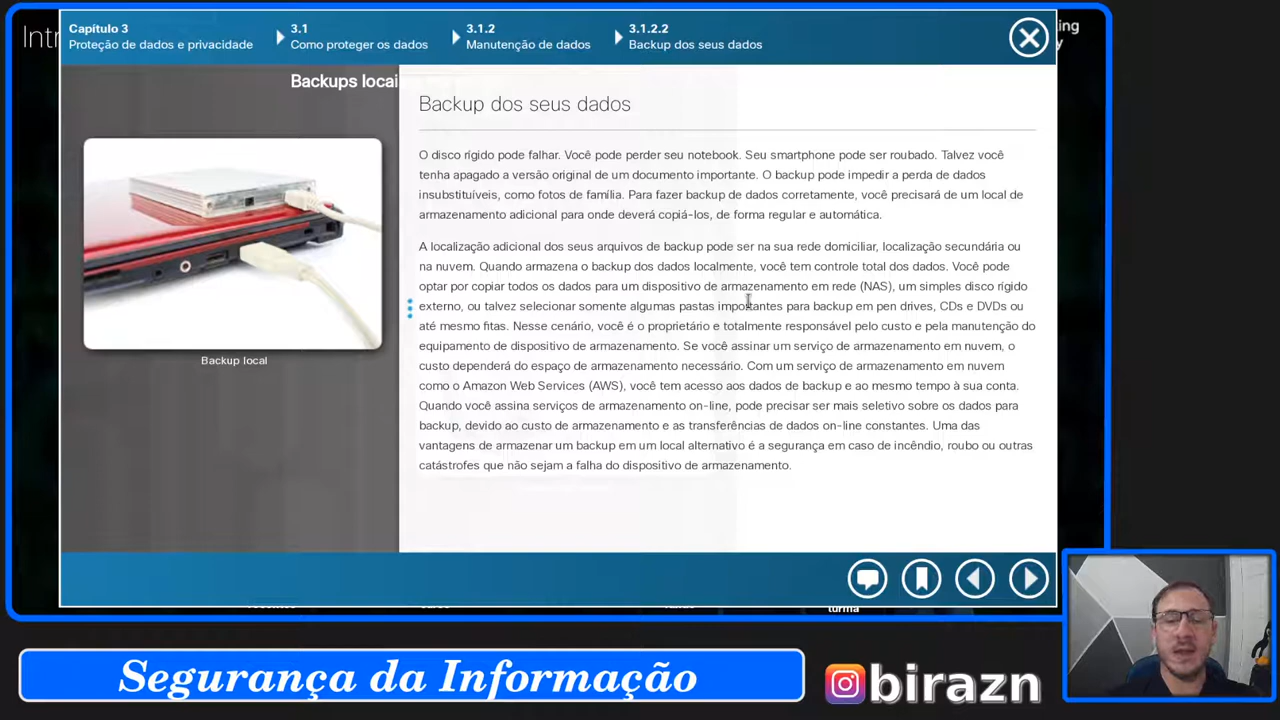 Intr
king
y
Capítulo 3
Proteção de dados e privacidade
3.1
Como proteger os dados
3.1.2
Manutenção de dados
3.1.2.2
Backup dos seus dados
Backups locai
Backup local
Backup dos seus dados
O disco rígido pode falhar. Você pode perder seu notebook. Seu smartphone pode ser roubado. Talvez você
tenha apagado a versão original de um documento importante. O backup pode impedir a perda de dados
insubstituíveis, como fotos de família. Para fazer backup de dados corretamente, você precisará de um local de
armazenamento adicional para onde deverá copiá-los, de forma regular e automática.
A localização adicional dos seus arquivos de backup pode ser na sua rede domiciliar, localização secundária ou
na nuvem. Quando armazena o backup dos dados localmente, você tem controle total dos dados. Você pode
optar por copiar todos os dados para um dispositivo de armazenamento em rede (NAS), um simples disco rígido
externo, ou talvez selecionar somente algumas pastas importantes para backup em pen drives, CDs e DVDs ou
até mesmo fitas. Nesse cenário, você é o proprietário e totalmente responsável pelo custo e pela manutenção do
equipamento de dispositivo de armazenamento. Se você assinar um serviço de armazenamento em nuvem, o
custo dependerá do espaço de armazenamento necessário. Com um serviço de armazenamento em nuvem
como o Amazon Web Services (AWS), você tem acesso aos dados de backup e ao mesmo tempo à sua conta.
Quando você assina serviços de armazenamento on-line, pode precisar ser mais seletivo sobre os dados para
backup, devido ao custo de armazenamento e as transferências de dados on-line constantes. Uma das
vantagens de armazenar um backup em um local alternativo é a segurança em caso de incêndio, roubo ou outras
catástrofes que não sejam a falha do dispositivo de armazenamento.
turma
Segurança da Informação
birazn